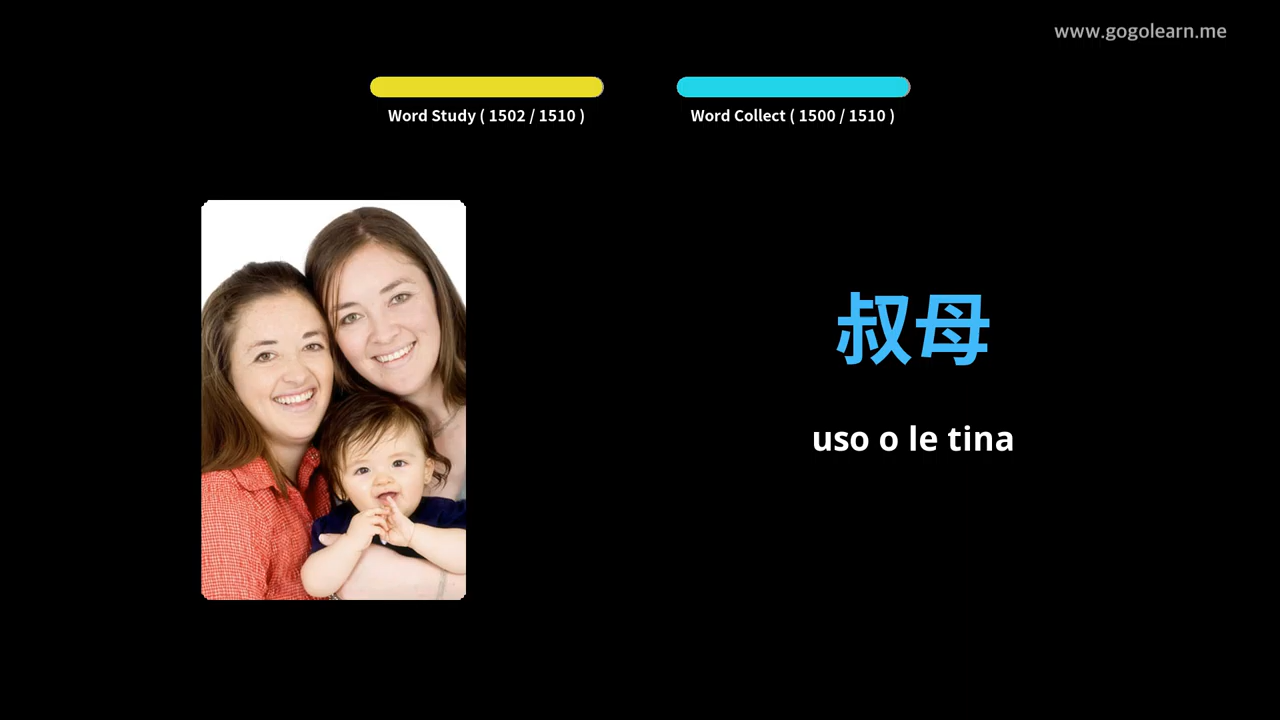 www.gogolearn.me
Word Study ( 1502 / 1510 )
Word Collect ( 1500 / 1510 )
叔母
uso o le tina